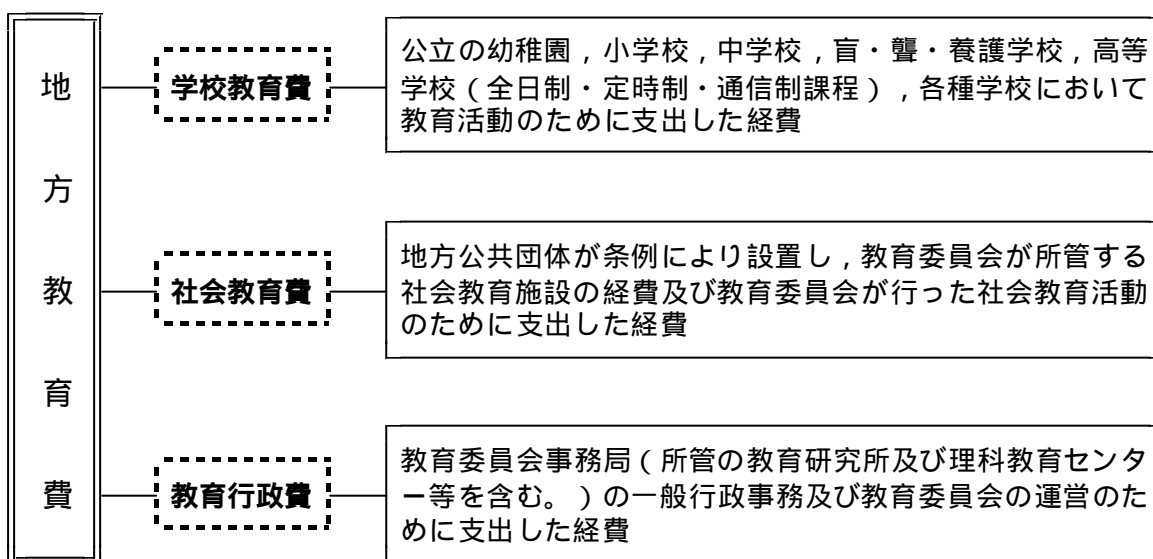 地方教育費
学校教育費
公立の幼稚園，小学校，中学校，盲・聾・養護学校，高等
学校（全日制・定時制・通信制課程），各種学校において
教育活動のために支出した経費
社会教育費
地方公共団体が条例により設置し，教育委員会が所管する
社会教育施設の経費及び教育委員会が行った社会教育活動
のために支出した経費
教育行政費
教育委員会事務局（所管の教育研究所及び理科教育センタ
ー等を含む。）の一般行政事務及び教育委員会の運営のた
めに支出した経費